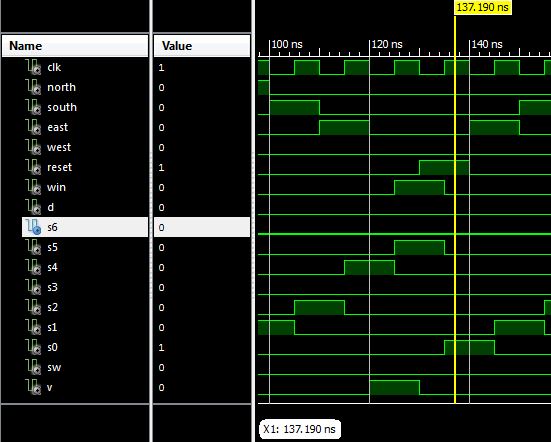 137.190 ns
Name Value
100 ns 120 ns 140 ns
clk 1
north 0
south 0
east 0
west 0
reset 1
win 0
d 0
s6 0
s5 0
s4 0
s3 0
s2 0
s1 0
s0 1
sw 0
v 0
X1: 137.190 ns